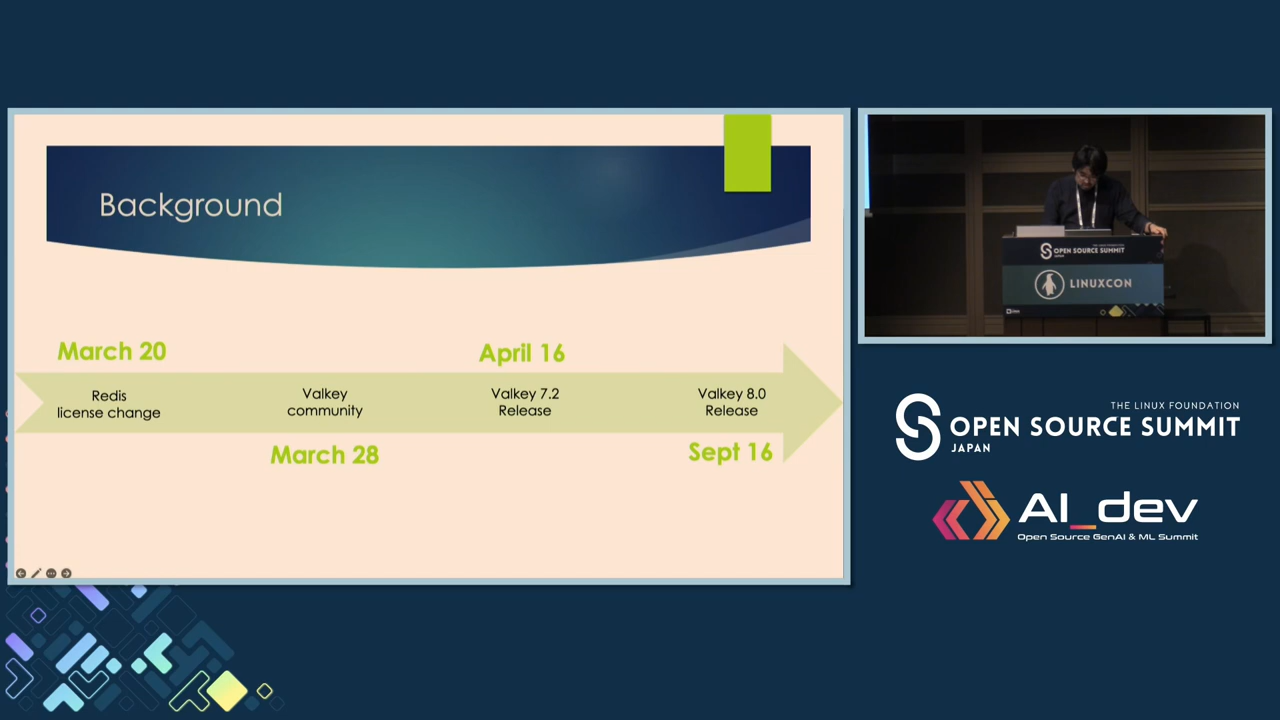 Background
March 20
April 16
Redis
license change
Valkey
community
Valkey 7.2
Release
Valkey 8.0
Release
March 28
Sept 16
OPEN SOURCE SUMMIT
JAPAN
LINUXCON
THE LINUX FOUNDATION
OPEN SOURCE SUMMIT
JAPAN
AI_dev
Open Source GenAI & ML Summit